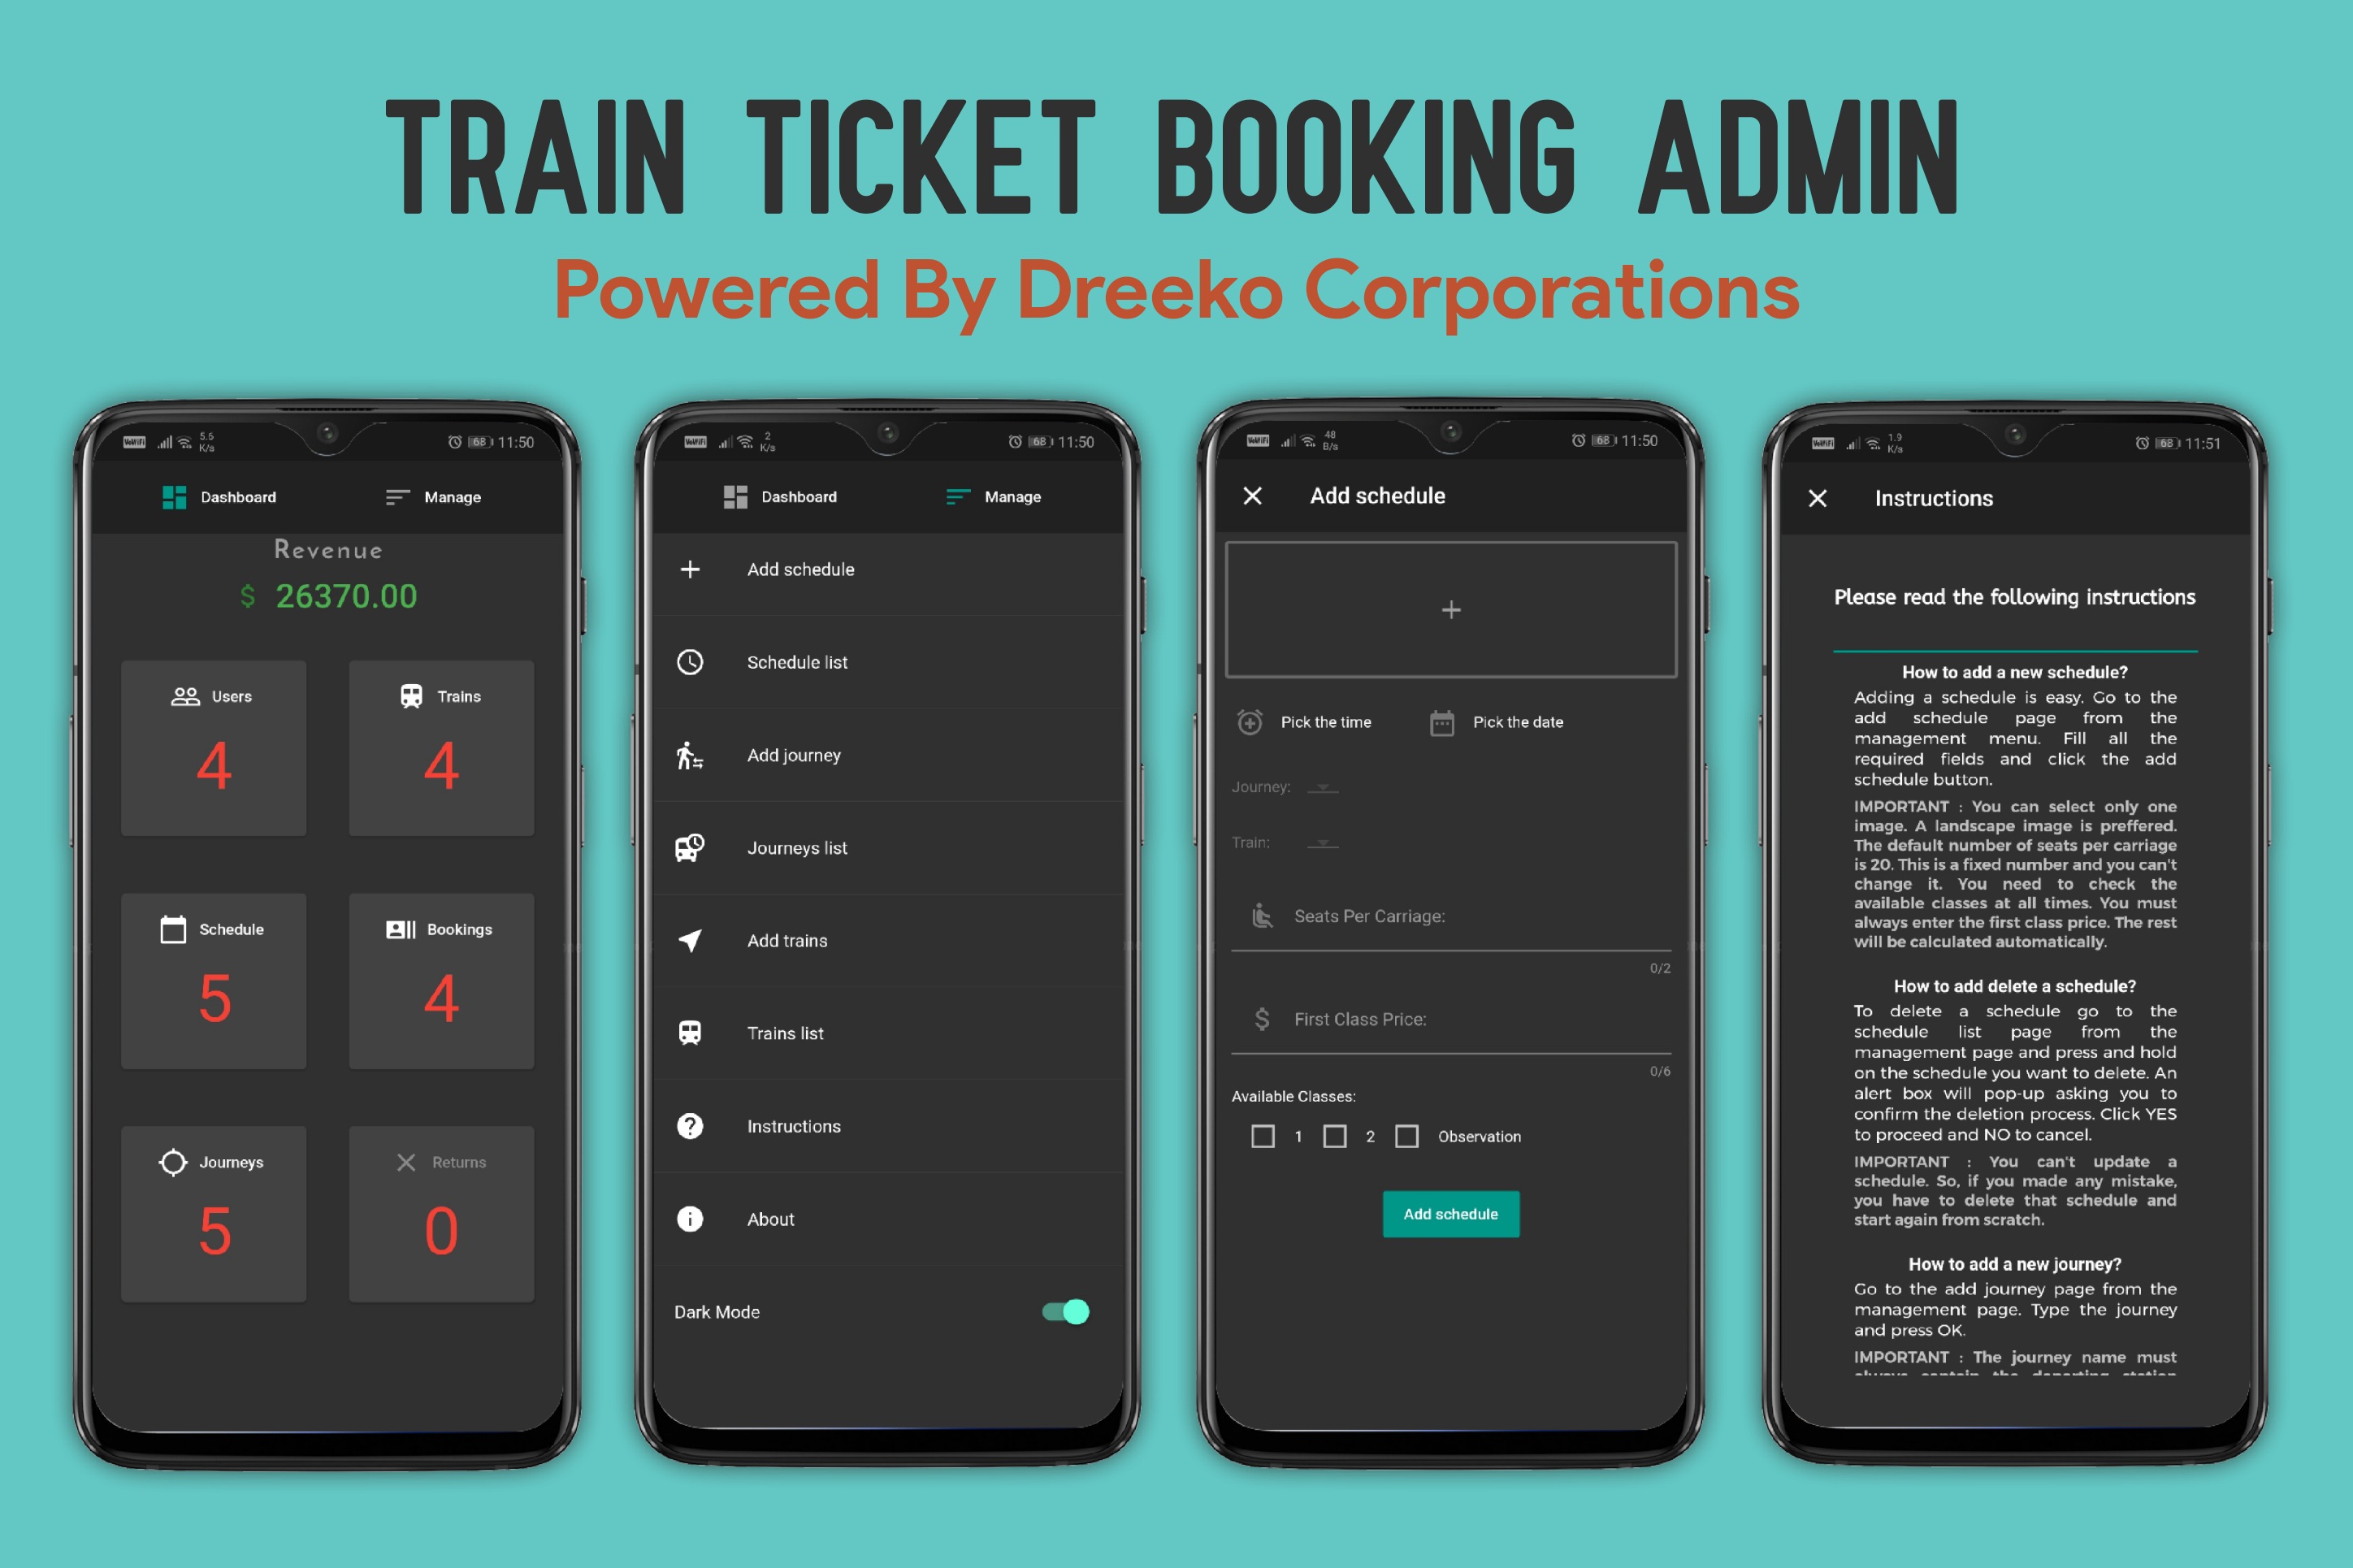 TRAIN TICKET BOOKING ADMIN
Powered By Dreeko Corporations
VoWiFi 5.6 K/s 68 11:50
Dashboard Manage
Revenue
$ 26370.00
Users Trains
4 4
Schedule Bookings
5 4
Journeys Returns
5 0
VoWiFi 2 K/s 68 11:50
Dashboard Manage
Add schedule
Schedule list
Add journey
Journeys list
Add trains
Trains list
Instructions
About
Dark Mode
VoWiFi 48 B/s 68 11:50
Add schedule
Pick the time Pick the date
Journey:
Train:
Seats Per Carriage:
0/2
$ First Class Price:
0/6
Available Classes:
1 2 Observation
Add schedule
VoWiFi 1.9 K/s 68 11:51
Instructions
Please read the following instructions
How to add a new schedule?
Adding a schedule is easy. Go to the
add schedule page from the
management menu. Fill all the
required fields and click the add
schedule button.
IMPORTANT : You can select only one
image. A landscape image is preffered.
The default number of seats per carriage
is 20. This is a fixed number and you can't
change it. You need to check the
available classes at all times. You must
always enter the first class price. The rest
will be calculated automatically.
How to add delete a schedule?
To delete a schedule go to the
schedule list page from the
management page and press and hold
on the schedule you want to delete. An
alert box will pop-up asking you to
confirm the deletion process. Click YES
to proceed and NO to cancel.
IMPORTANT : You can't update a
schedule. So, if you made any mistake,
you have to delete that schedule and
start again from scratch.
How to add a new journey?
Go to the add journey page from the
management page. Type the journey
and press OK.
IMPORTANT : The journey name must
always contain the departing station